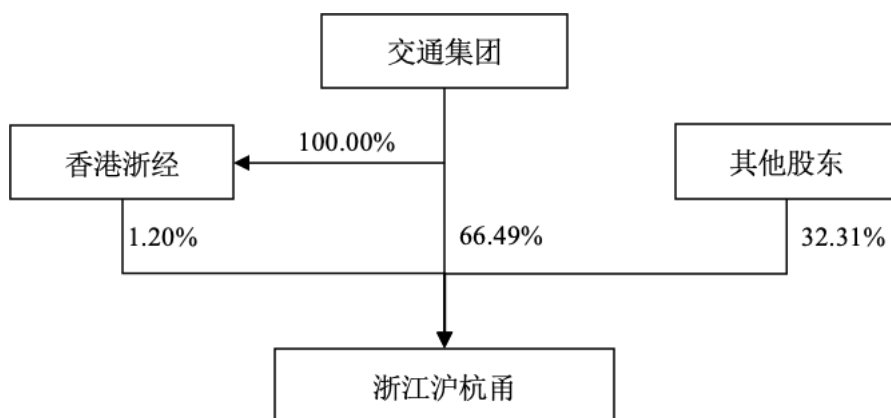 交通集团
100.00%
香港浙经
其他股东
1.20%
66.49%
32.31%
浙江沪杭甬